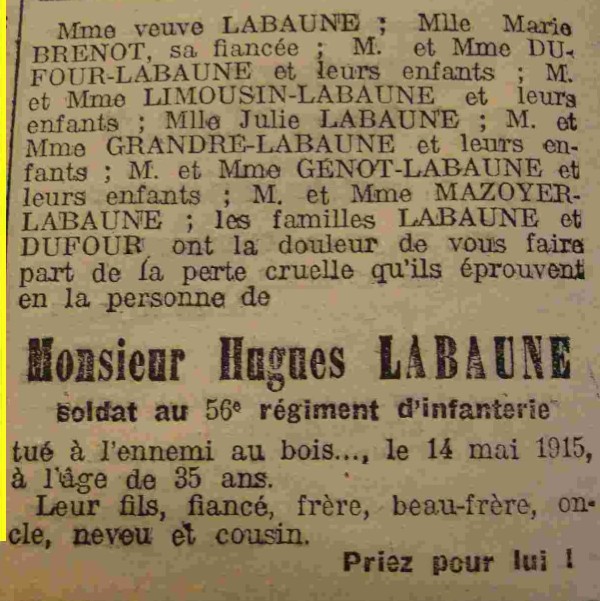 Mme veuve LABAUNE ; Mlle Marie
BRENOT, sa fiancée ; M. et Mme DU-
FOUR-LABAUNE et leurs enfants ; M.
et Mme LIMOUSIN-LABAUNE et leurs
enfants ; Mlle Julie LABAUNE ; M. et
Mme GRANDRE-LABAUNE et leurs en-
fants ; M. et Mme GENOT-LABAUNE et
leurs enfants ; M. et Mme MAZOYER-
LABAUNE ; les familles LABAUNE et
DUFOUR ont la douleur de vous faire
part de la perte cruelle qu'ils éprouvent
en la personne de
Monsieur Hugues LABAUNE
soldat au 56e régiment d'infanterie
tué à l'ennemi au bois..., le 14 mai 1915,
à l'âge de 35 ans.
Leur fils, fiancé, frère, beau-frère, on-
cle, neveu et cousin.
Priez pour lui !